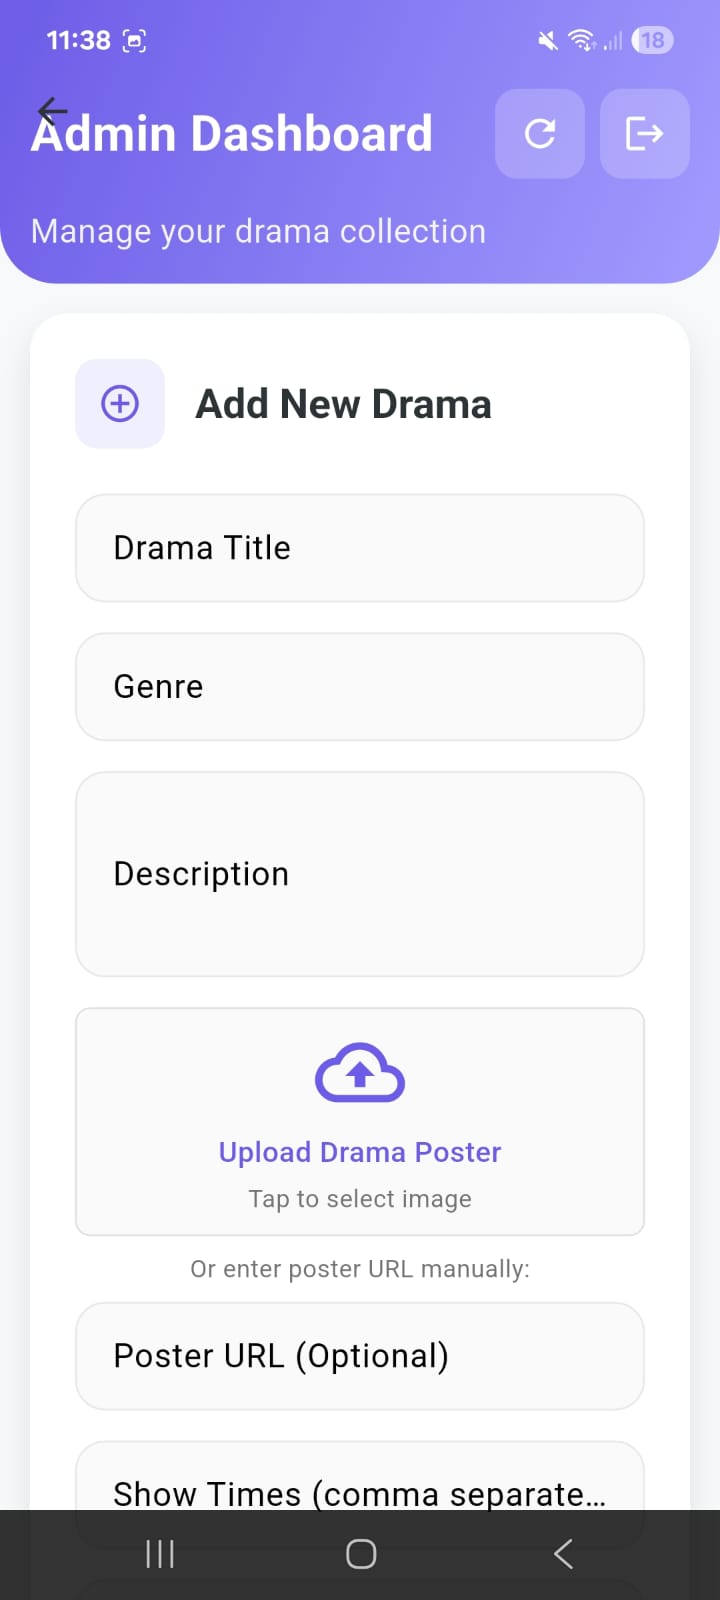 11:38
18
Admin Dashboard
Manage your drama collection
Add New Drama
Drama Title
Genre
Description
Upload Drama Poster
Tap to select image
Or enter poster URL manually:
Poster URL (Optional)
Show Times (comma separate...